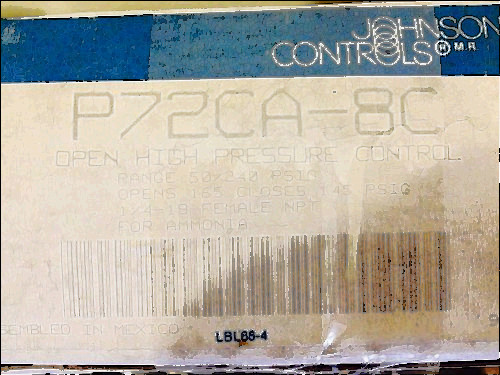 JOHNSON
CONTROLS ® M.R.
P72CA-8C
OPEN HIGH PRESSURE CONTROL
RANGE 50/240 PSIG
OPENS 165 CLOSES 145 PSIG
1/4-18 FEMALE NPT
FOR AMMONIA
SEMBLED IN MEXICO
LBL66-4